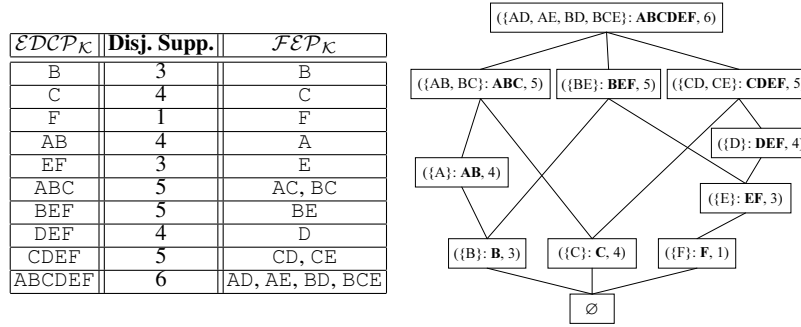 EDCP_K Disj. Supp. FEP_K
B 3 B
C 4 C
F 1 F
AB 4 A
EF 3 E
ABC 5 AC, BC
BEF 5 BE
DEF 4 D
CDEF 5 CD, CE
ABCDEF 6 AD, AE, BD, BCE
({AD, AE, BD, BCE}: ABCDEF, 6)
({AB, BC}: ABC, 5) ({BE}: BEF, 5) ({CD, CE}: CDEF, 5)
({D}: DEF, 4)
({A}: AB, 4)
({E}: EF, 3)
({B}: B, 3) ({C}: C, 4) ({F}: F, 1)
∅